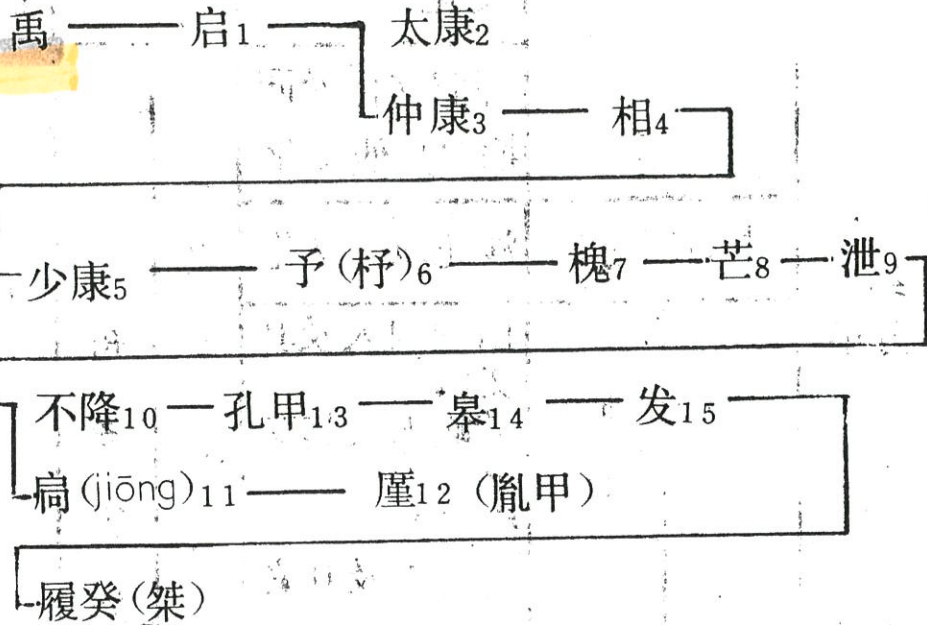 禹 启1 太康2
仲康3 相4
少康5 予(杼)6 槐7 芒8 泄9
不降10 孔甲13 皋14 发15
扃(jiōng)11 廑12(胤甲)
履癸(桀)